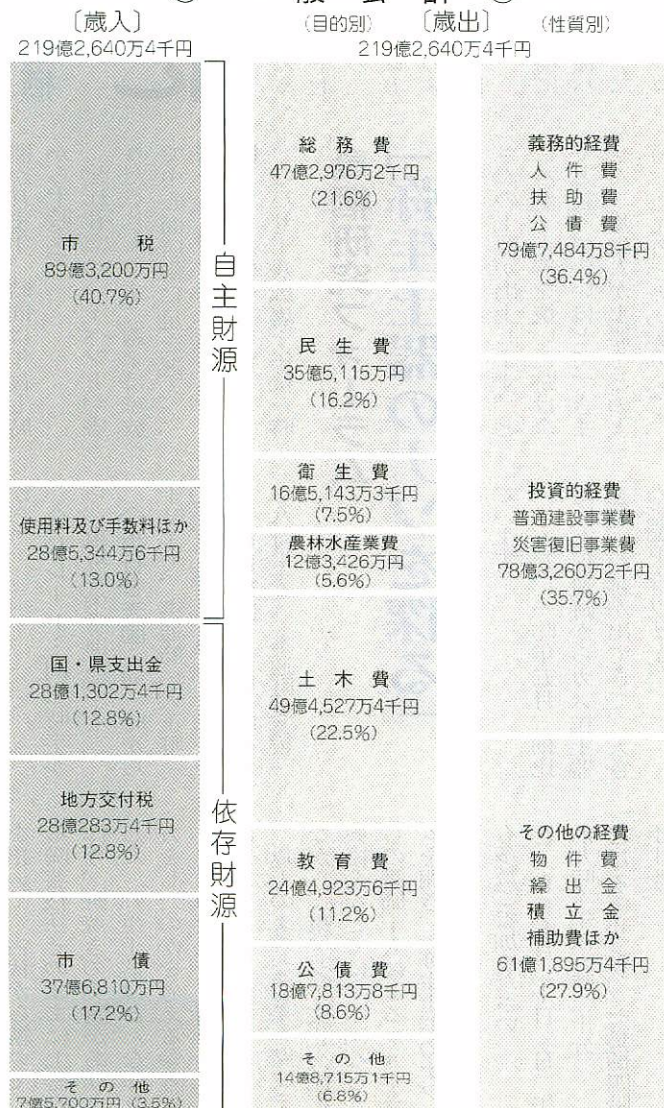 般 会 計
〔歳入〕
219億2,640万4千円
(目的別) 〔歳出〕 (性質別)
219億2,640万4千円
市 税
89億3,200万円
(40.7%)
使用料及び手数料ほか
28億5,344万6千円
(13.0%)
国・県支出金
28億1,302万4千円
(12.8%)
地方交付税
28億283万4千円
(12.8%)
市 債
37億6,810万円
(17.2%)
その他
7億5,700万円 (3.5%)
自主財源
依存財源
総務費
47億2,976万2千円
(21.6%)
民生費
35億5,115万円
(16.2%)
衛生費
16億5,143万3千円
(7.5%)
農林水産業費
12億3,426万円
(5.6%)
土木費
49億4,527万4千円
(22.5%)
教育費
24億4,923万6千円
(11.2%)
公債費
18億7,813万8千円
(8.6%)
その他
14億8,715万1千円
(6.8%)
義務的経費
人件費
扶助費
公債費
79億7,484万8千円
(36.4%)
投資的経費
普通建設事業費
災害復旧事業費
78億3,260万2千円
(35.7%)
その他の経費
物件費
繰出金
積立金
補助費ほか
61億1,895万4千円
(27.9%)